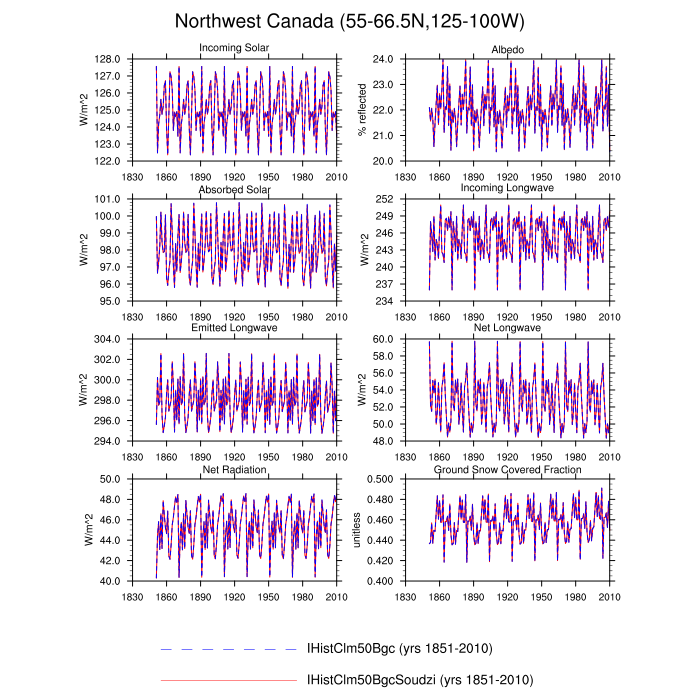 Northwest Canada (55-66.5N,125-100W)
Incoming Solar
W/m^2
128.0
127.0
126.0
125.0
124.0
123.0
122.0
1830 1860 1890 1920 1950 1980 2010
Albedo
% reflected
24.0
23.0
22.0
21.0
20.0
1830 1860 1890 1920 1950 1980 2010
Absorbed Solar
W/m^2
101.0
100.0
99.0
98.0
97.0
96.0
95.0
1830 1860 1890 1920 1950 1980 2010
Incoming Longwave
W/m^2
252
249
246
243
240
237
234
1830 1860 1890 1920 1950 1980 2010
Emitted Longwave
W/m^2
304.0
302.0
300.0
298.0
296.0
294.0
1830 1860 1890 1920 1950 1980 2010
Net Longwave
W/m^2
60.0
58.0
56.0
54.0
52.0
50.0
48.0
1830 1860 1890 1920 1950 1980 2010
Net Radiation
W/m^2
50.0
48.0
46.0
44.0
42.0
40.0
1830 1860 1890 1920 1950 1980 2010
Ground Snow Covered Fraction
unitless
0.500
0.480
0.460
0.440
0.420
0.400
1830 1860 1890 1920 1950 1980 2010
IHistClm50Bgc (yrs 1851-2010)
IHistClm50BgcSoudzi (yrs 1851-2010)